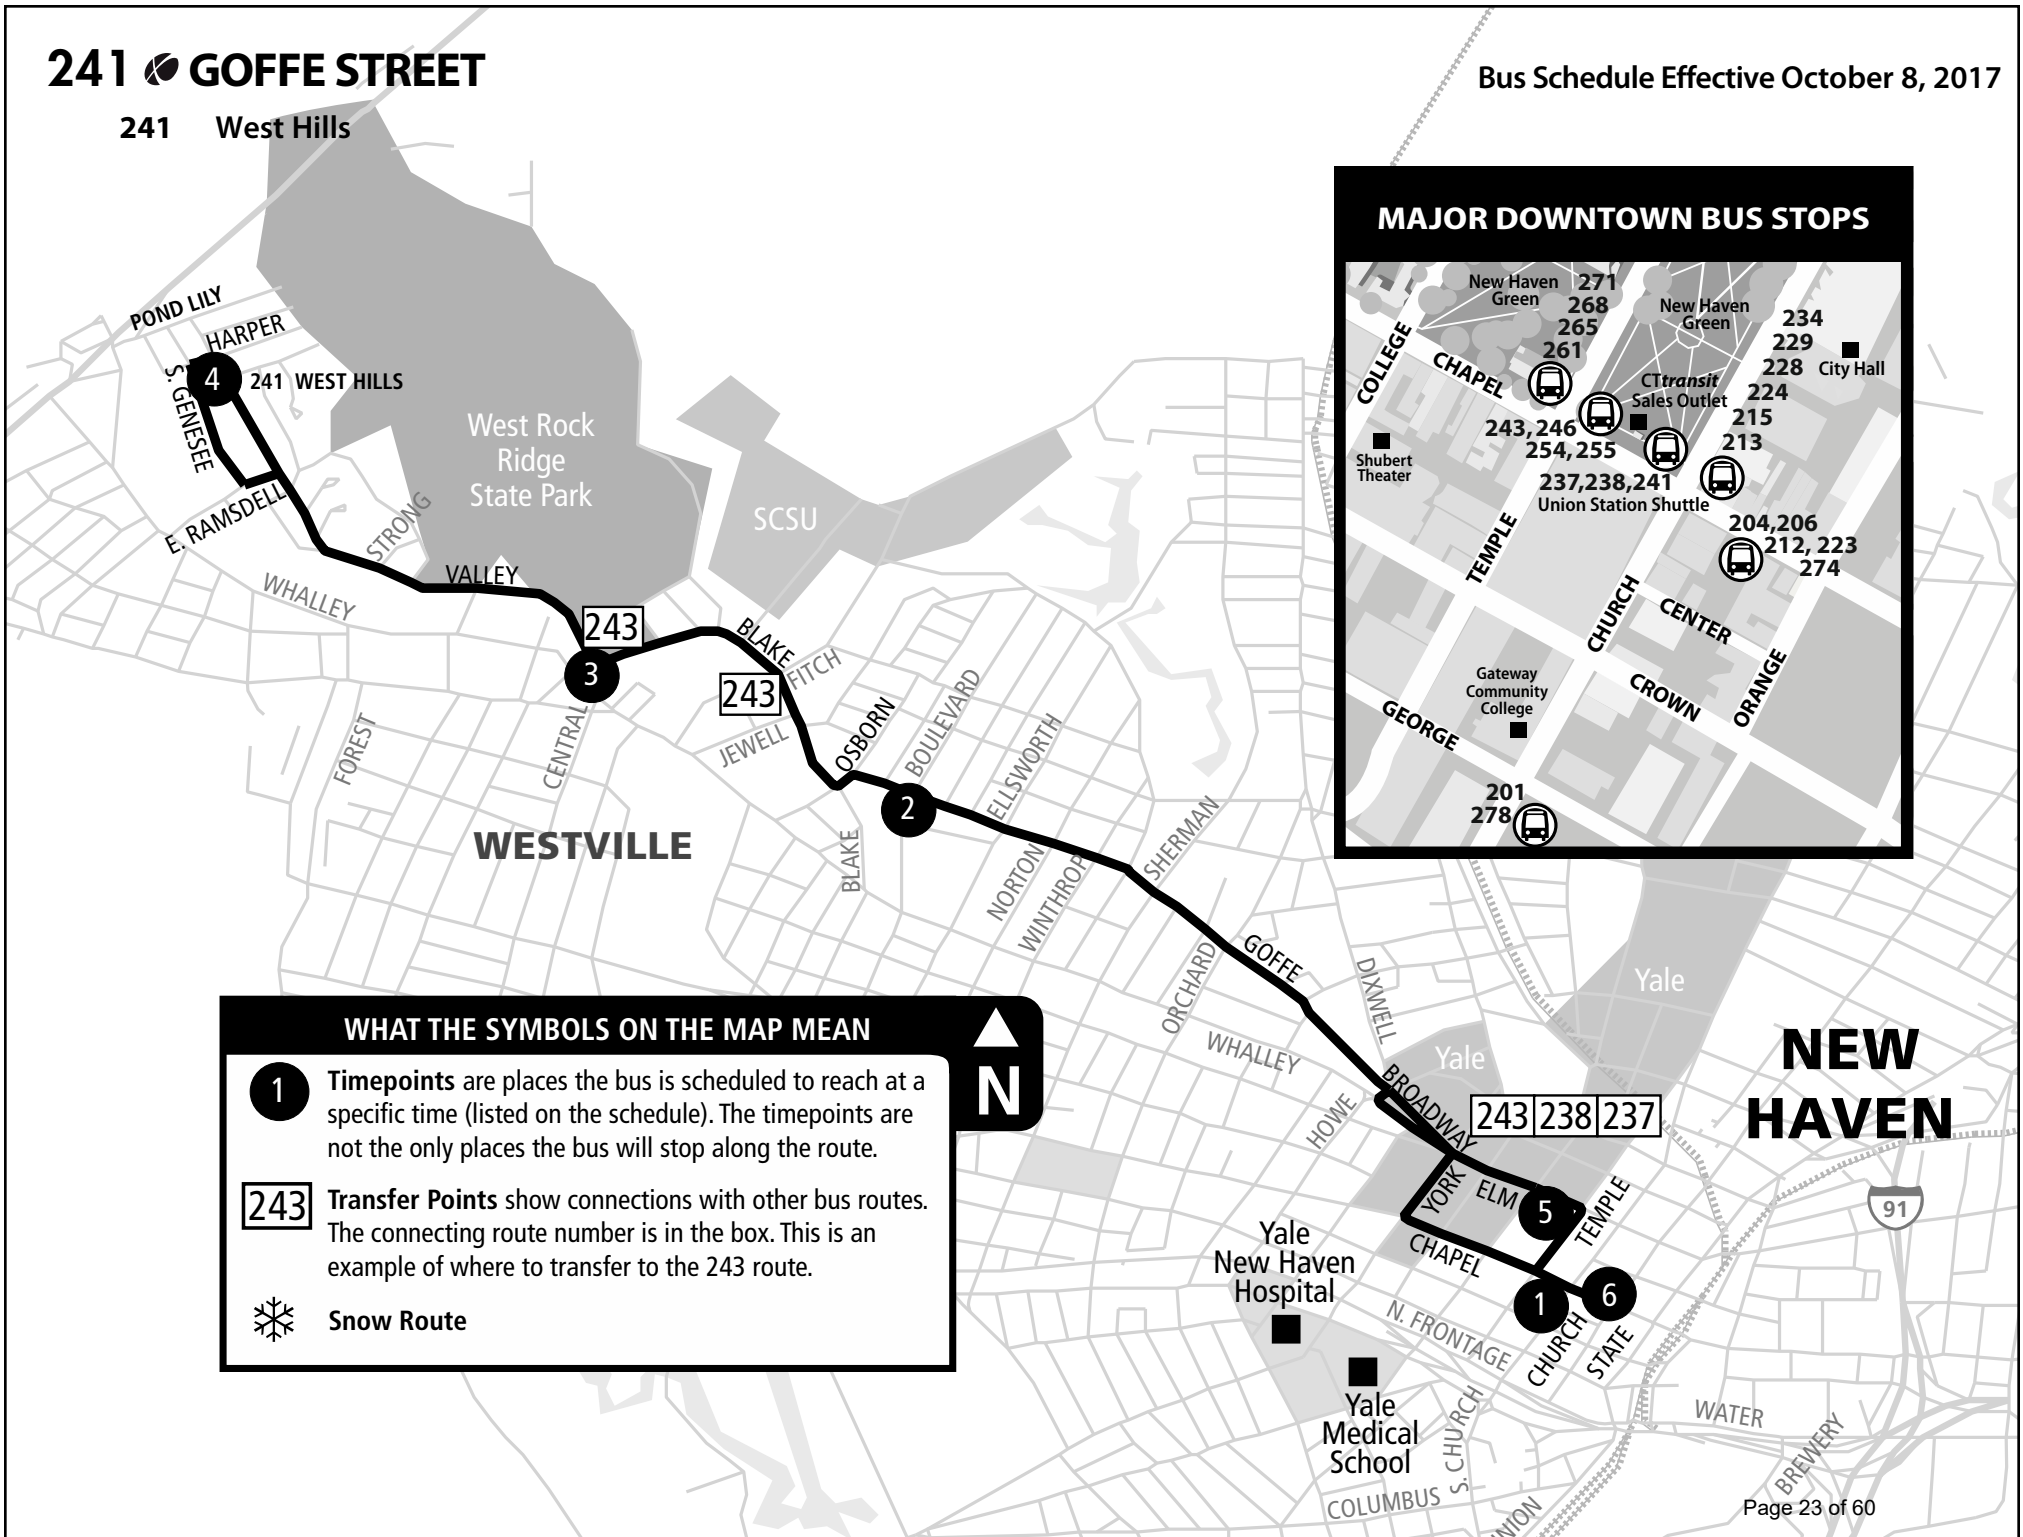 241 GOFFE STREET
241 West Hills
Bus Schedule Effective October 8, 2017
MAJOR DOWNTOWN BUS STOPS
New Haven
Green
271
268
265
261
New Haven
Green
234
229
228
224
215
213
City Hall
COLLEGE
CHAPEL
CTtransit
Sales Outlet
243, 246
254, 255
Shubert
Theater
237,238,241
Union Station Shuttle
204,206
212, 223
274
TEMPLE
CHURCH
CENTER
ORANGE
CROWN
Gateway
Community
College
GEORGE
201
278
POND LILY
HARPER
S. GENESEE
4
241 WEST HILLS
E. RAMSDELL
STRONG
West Rock
Ridge
State Park
SCSU
WHALLEY
VALLEY
243
3
BLAKE
FITCH
243
JEWELL
OSBORN
BOULEVARD
FOREST
CENTRAL
2
ELLSWORTH
WESTVILLE
BLAKE
NORTON
WINTHROP
SHERMAN
ORCHARD
GOFFE
DIXWELL
WHALLEY
Yale
Yale
NEW
HAVEN
BROADWAY
HOWE
243 238 237
YORK
ELM
5
TEMPLE
91
CHAPEL
Yale
New Haven
Hospital
1
6
N. FRONTAGE
CHURCH
STATE
Yale
Medical
School
S. CHURCH
WATER
BREWERY
COLUMBUS
NION
WHAT THE SYMBOLS ON THE MAP MEAN
N
1
Timepoints are places the bus is scheduled to reach at a
specific time (listed on the schedule). The timepoints are
not the only places the bus will stop along the route.
243
Transfer Points show connections with other bus routes.
The connecting route number is in the box. This is an
example of where to transfer to the 243 route.
Snow Route
Page 23 of 60